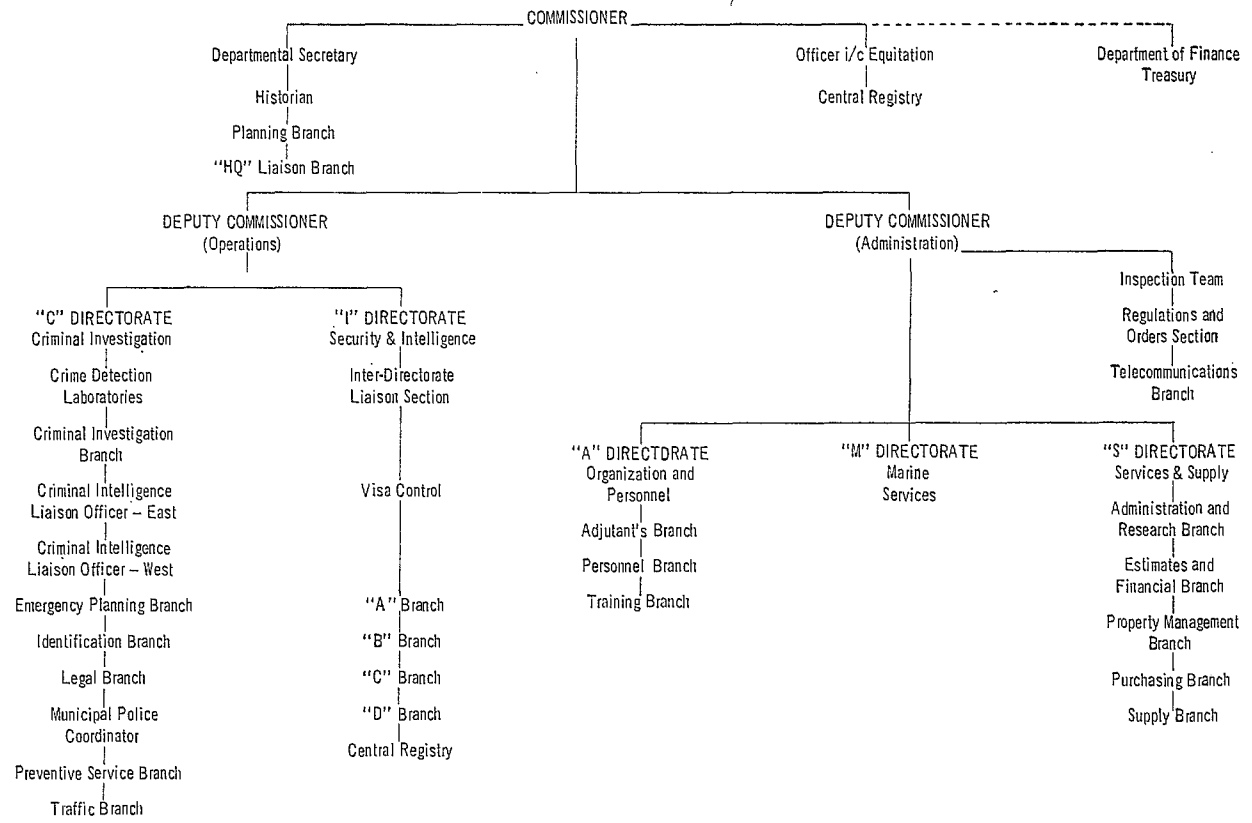 COMMISSIONER
Departmental Secretary
Historian
Planning Branch
"HQ" Liaison Branch
Officer i/c Equitation
Central Registry
Department of Finance
Treasury
DEPUTY COMMISSIONER
(Operations)
"C" DIRECTORATE
Criminal Investigation
Crime Detection
Laboratories
Criminal Investigation
Branch
Criminal Intelligence
Liaison Officer – East
Criminal Intelligence
Liaison Officer – West
Emergency Planning Branch
Identification Branch
Legal Branch
Municipal Police
Coordinator
Preventive Service Branch
Traffic Branch
"I" DIRECTORATE
Security & Intelligence
Inter-Directorate
Liaison Section
Visa Control
"A" Branch
"B" Branch
"C" Branch
"D" Branch
Central Registry
DEPUTY COMMISSIONER
(Administration)
Inspection Team
Regulations and
Orders Section
Telecommunications
Branch
"A" DIRECTDRATE
Organization and
Personnel
Adjutant's Branch
Personnel Branch
Training Branch
"M" DIRECTORATE
Marine
Services
"S" DIRECTORATE
Services & Supply
Administration and
Research Branch
Estimates and
Financial Branch
Property Management
Branch
Purchasing Branch
Supply Branch